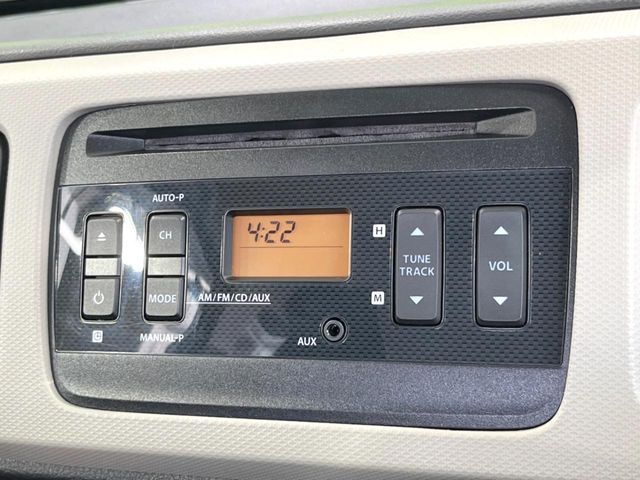 AUTO-P
CH
MODE
MANUAL-P
C
4:22
AM/FM/CD/AUX
AUX
H
M
TUNE
TRACK
VOL